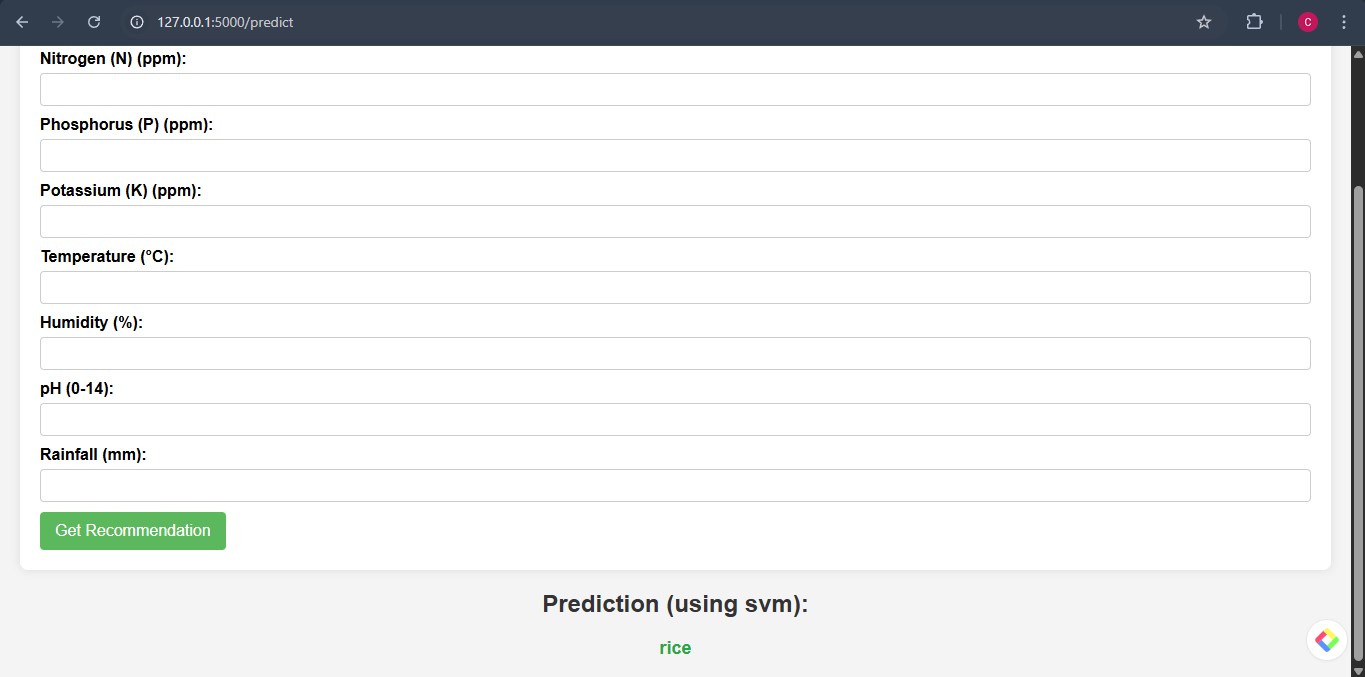 127.0.0.1:5000/predict
C
Nitrogen (N) (ppm):
Phosphorus (P) (ppm):
Potassium (K) (ppm):
Temperature (°C):
Humidity (%):
pH (0-14):
Rainfall (mm):
Get Recommendation
Prediction (using svm):
rice